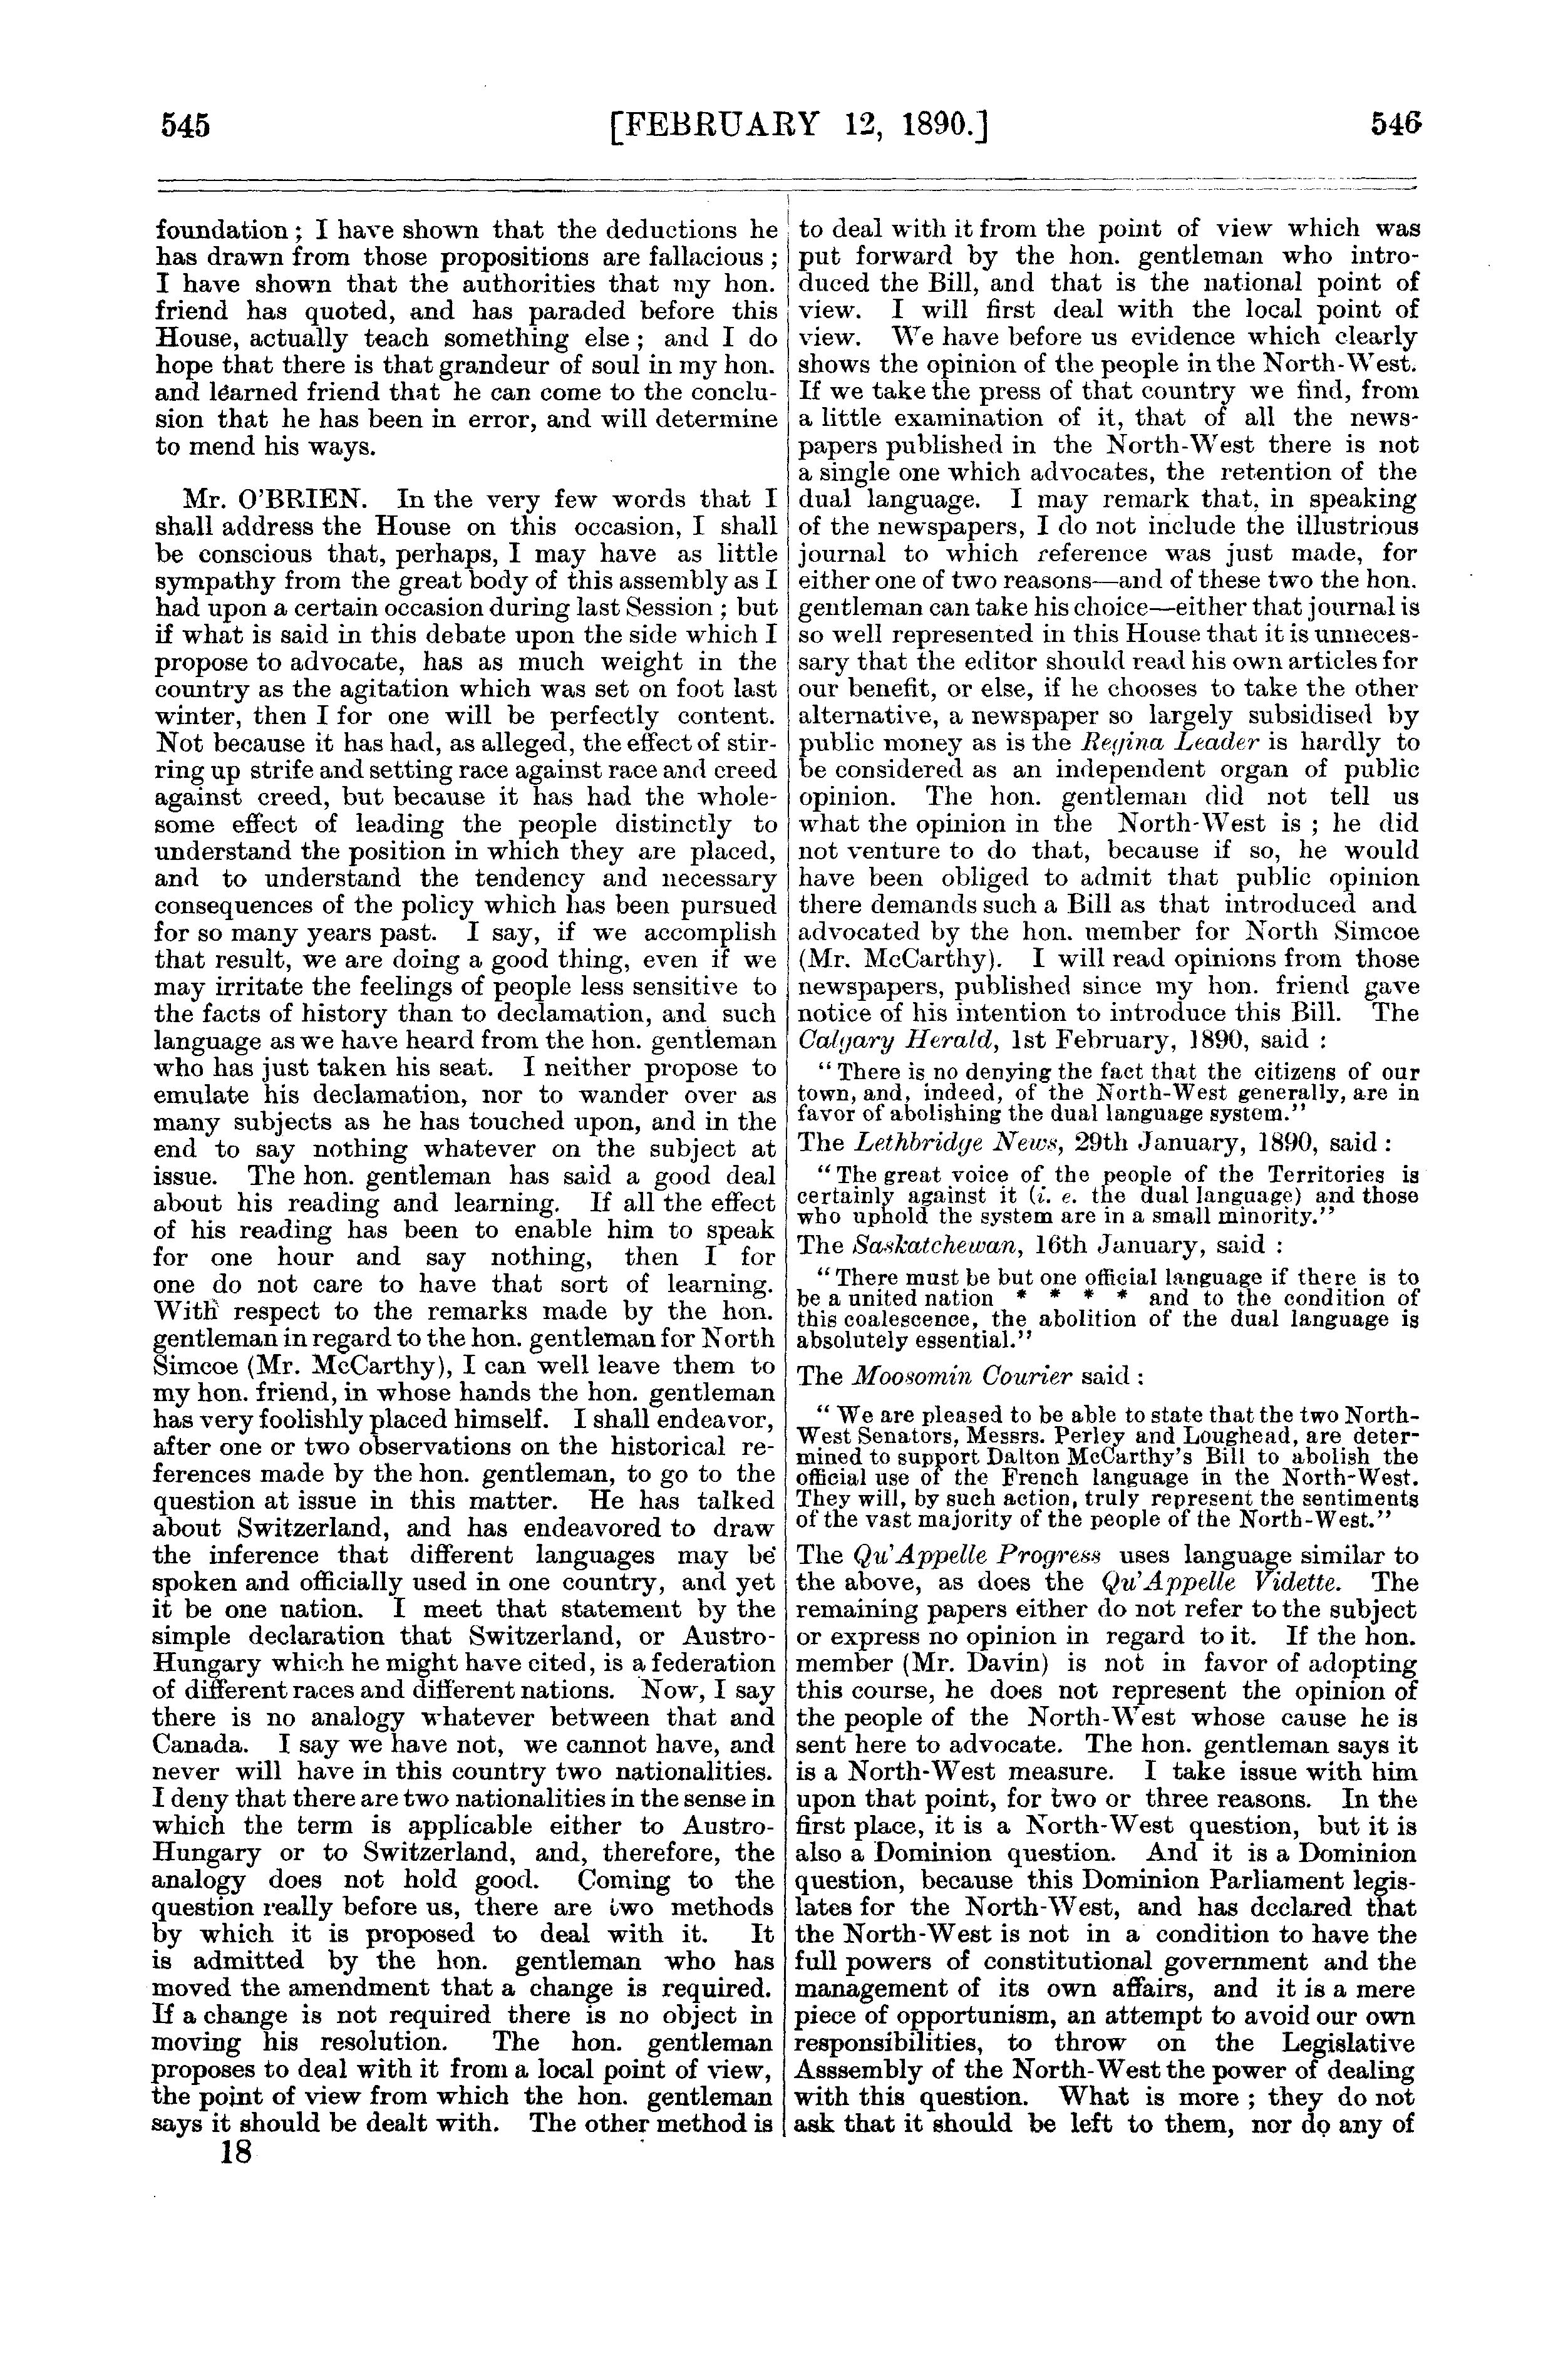 545 [FEBRUARY 12, 1890.] 546
foundation ; I have shown that the deductions he
has drawn from those propositions are fallacious ;
I have shown that the authorities that my hon.
friend has quoted, and has paraded before this
House, actually teach something else ; and I do
hope that there is that grandeur of soul in my hon.
and learned friend that he can come to the conclu-
sion that he has been in error, and will determine
to mend his ways.
Mr. O'BRIEN. In the very few words that I
shall address the House on this occasion, I shall
be conscious that, perhaps, I may have as little
sympathy from the great body of this assembly as I
had upon a certain occasion during last Session ; but
if what is said in this debate upon the side which I
propose to advocate, has as much weight in the
country as the agitation which was set on foot last
winter, then I for one will be perfectly content.
Not because it has had, as alleged, the effect of stir-
ring up strife and setting race against race and creed
against creed, but because it has had the whole-
some effect of leading the people distinctly to
understand the position in which they are placed,
and to understand the tendency and necessary
consequences of the policy which has been pursued
for so many years past. I say, if we accomplish
that result, we are doing a good thing, even if we
may irritate the feelings of people less sensitive to
the facts of history than to declamation, and such
language as we have heard from the hon. gentleman
who has just taken his seat. I neither propose to
emulate his declamation, nor to wander over as
many subjects as he has touched upon, and in the
end to say nothing whatever on the subject at
issue. The hon. gentleman has said a good deal
about his reading and learning. If all the effect
of his reading has been to enable him to speak
for one hour and say nothing, then I for
one do not care to have that sort of learning.
With respect to the remarks made by the hon.
gentleman in regard to the hon. gentleman for North
Simcoe (Mr. McCarthy), I can well leave them to
my hon. friend, in whose hands the hon. gentleman
has very foolishly placed himself. I shall endeavor,
after one or two observations on the historical re-
ferences made by the hon. gentleman, to go to the
question at issue in this matter. He has talked
about Switzerland, and has endeavored to draw
the inference that different languages may be
spoken and officially used in one country, and yet
it be one nation. I meet that statement by the
simple declaration that Switzerland, or Austro-
Hungary which he might have cited, is a federation
of different races and different nations. Now, I say
there is no analogy whatever between that and
Canada. I say we have not, we cannot have, and
never will have in this country two nationalities.
I deny that there are two nationalities in the sense in
which the term is applicable either to Austro-
Hungary or to Switzerland, and, therefore, the
analogy does not hold good. Coming to the
question really before us, there are two methods
by which it is proposed to deal with it. It
is admitted by the hon. gentleman who has
moved the amendment that a change is required.
If a change is not required there is no object in
moving his resolution. The hon. gentleman
proposes to deal with it from a local point of view,
the point of view from which the hon. gentleman
says it should be dealt with. The other method is
18
to deal with it from the point of view which was
put forward by the hon. gentleman who intro-
duced the Bill, and that is the national point of
view. I will first deal with the local point of
view. We have before us evidence which clearly
shows the opinion of the people in the North-West.
If we take the press of that country we find, from
a little examination of it, that of all the news-
papers published in the North-West there is not
a single one which advocates, the retention of the
dual language. I may remark that, in speaking
of the newspapers, I do not include the illustrious
journal to which reference was just made, for
either one of two reasons—and of these two the hon.
gentleman can take his choice—either that journal is
so well represented in this House that it is unneces-
sary that the editor should read his own articles for
our benefit, or else, if he chooses to take the other
alternative, a newspaper so largely subsidised by
public money as is the Regina Leader is hardly to
be considered as an independent organ of public
opinion. The hon. gentleman did not tell us
what the opinion in the North-West is ; he did
not venture to do that, because if so, he would
have been obliged to admit that public opinion
there demands such a Bill as that introduced and
advocated by the hon. member for North Simcoe
(Mr. McCarthy). I will read opinions from those
newspapers, published since my hon. friend gave
notice of his intention to introduce this Bill. The
Calgary Herald, 1st February, 1890, said :
“ There is no denying the fact that the citizens of our
town, and, indeed, of the North-West generally, are in
favor of abolishing the dual language system.”
The Lethbridge News, 29th January, 1890, said :
“ The great voice of the people of the Territories is
certainly against it (i. e. the dual language) and those
who uphold the system are in a small minority.”
The Saskatchewan, 16th January, said :
“ There must be but one official language if there is to
be a united nation * * * * and to the condition of
this coalescence, the abolition of the dual language is
absolutely essential.”
The Moosomin Courier said :
“ We are pleased to be able to state that the two North-
West Senators, Messrs. Perley and Loughead, are deter-
mined to support Dalton McCarthy's Bill to abolish the
official use of the French language in the North-West.
They will, by such action, truly represent the sentiments
of the vast majority of the people of the North-West.”
The Qu'Appelle Progress uses language similar to
the above, as does the Qu'Appelle Vidette. The
remaining papers either do not refer to the subject
or express no opinion in regard to it. If the hon.
member (Mr. Davin) is not in favor of adopting
this course, he does not represent the opinion of
the people of the North-West whose cause he is
sent here to advocate. The hon. gentleman says it
is a North-West measure. I take issue with him
upon that point, for two or three reasons. In the
first place, it is a North-West question, but it is
also a Dominion question. And it is a Dominion
question, because this Dominion Parliament legis-
lates for the North-West, and has declared that
the North-West is not in a condition to have the
full powers of constitutional government and the
management of its own affairs, and it is a mere
piece of opportunism, an attempt to avoid our own
responsibilities, to throw on the Legislative
Asssembly of the North-West the power of dealing
with this question. What is more ; they do not
ask that it should be left to them, nor do any of